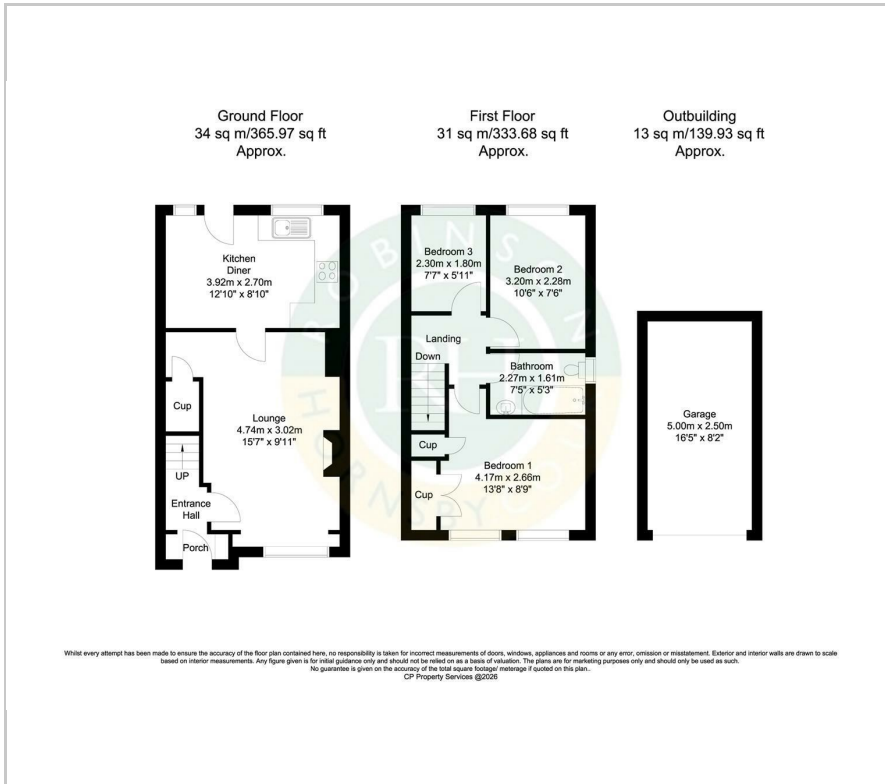 Ground Floor
34 sq m/365.97 sq ft
Approx.
First Floor
31 sq m/333.68 sq ft
Approx.
Outbuilding
13 sq m/139.93 sq ft
Approx.
Kitchen
Diner
3.92m x 2.70m
12'10" x 8'10"
Cup
Lounge
4.74m x 3.02m
15'7" x 9'11"
UP
Entrance
Hall
Porch
Bedroom 3
2.30m x 1.80m
7'7" x 5'11"
Bedroom 2
3.20m x 2.28m
10'6" x 7'6"
Landing
Down
Bathroom
2.27m x 1.61m
7'5" x 5'3"
Cup
Cup
Bedroom 1
4.17m x 2.66m
13'8" x 8'9"
Garage
5.00m x 2.50m
16'5" x 8'2"
ROBINSON
RH
HORNSBY
Whilst every attempt has been made to ensure the accuracy of the floor plan contained here, no responsibility is taken for incorrect measurements of doors, windows, appliances and rooms or any error, omission or misstatement. Exterior and interior walls are drawn to scale
based on interior measurements. Any figure given is for initial guidance only and should not be relied on as a basis of valuation. The plans are for marketing purposes only and should only be used as such.
No guarantee is given on the accuracy of the total square footage/ meterage if quoted on this plan..
CP Property Services @2026